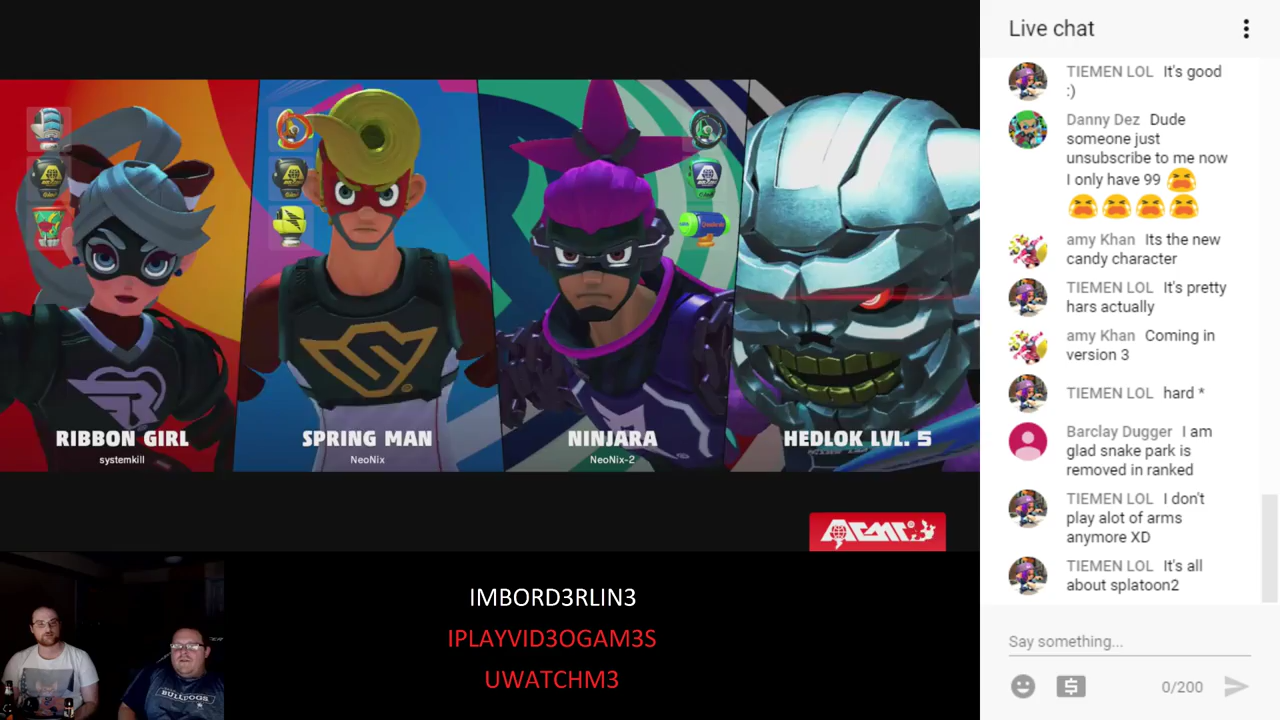 RIBBON GIRL
systemkill
SPRING MAN
NeoNix
NINJARA
NeoNix-2
HEDLOK LVL. 5
IMBORD3RLIN3
IPLAYVID3OGAM3S
UWATCHM3
BULLDOGS
Live chat
TIEMEN LOL It's good
:)
Danny Dez Dude
someone just
unsubscribe to me now
I only have 99
amy Khan Its the new
candy character
TIEMEN LOL It's pretty
hars actually
amy Khan Coming in
version 3
TIEMEN LOL hard *
Barclay Dugger I am
glad snake park is
removed in ranked
TIEMEN LOL I don't
play alot of arms
anymore XD
TIEMEN LOL It's all
about splatoon2
Say something...
0/200